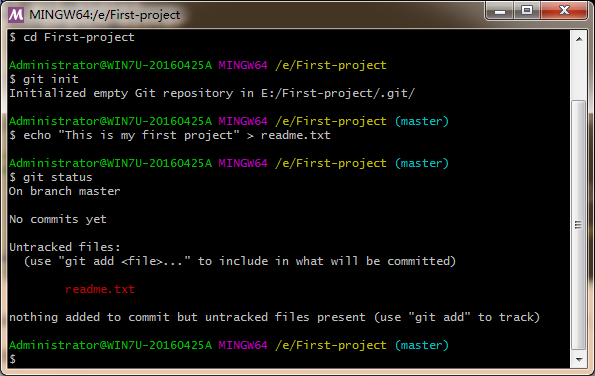 MINGW64:/e/First-project
$ cd First-project
Administrator@WIN7U-20160425A MINGW64 /e/First-project
$ git init
Initialized empty Git repository in E:/First-project/.git/
Administrator@WIN7U-20160425A MINGW64 /e/First-project (master)
$ echo "This is my first project" > readme.txt
Administrator@WIN7U-20160425A MINGW64 /e/First-project (master)
$ git status
On branch master
No commits yet
Untracked files:
  (use "git add <file>..." to include in what will be committed)
        readme.txt
nothing added to commit but untracked files present (use "git add" to track)
Administrator@WIN7U-20160425A MINGW64 /e/First-project (master)
$